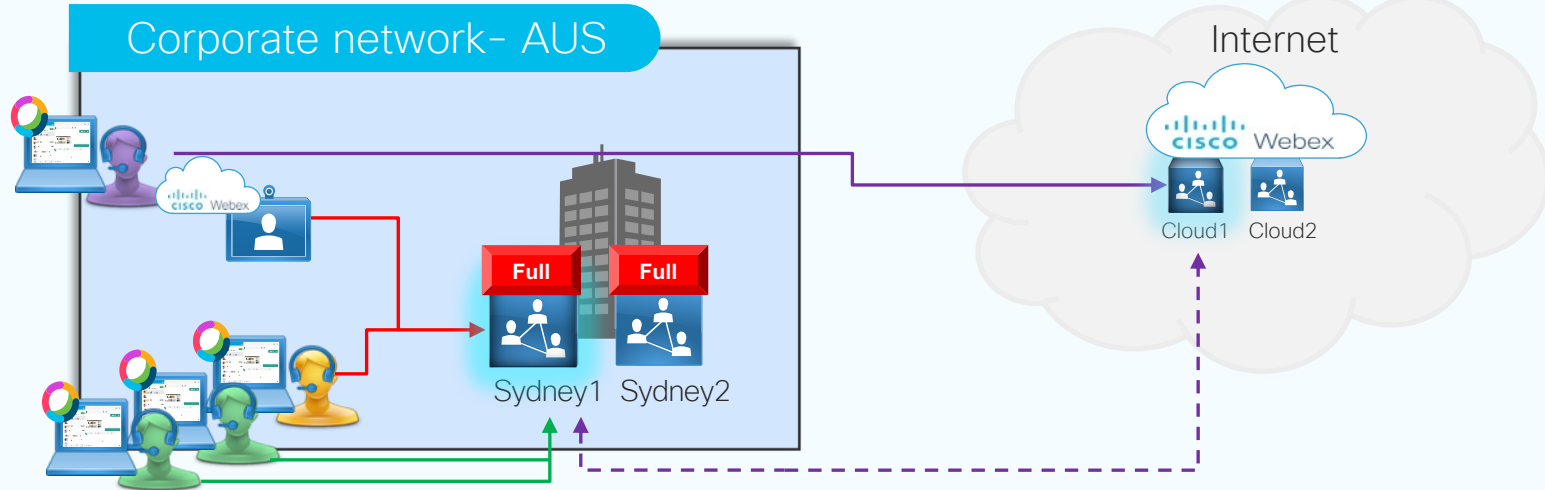 Corporate network- AUS
Internet
CISCO Webex
Cloud1 Cloud2
CISCO Webex
Full Full
Sydney1 Sydney2